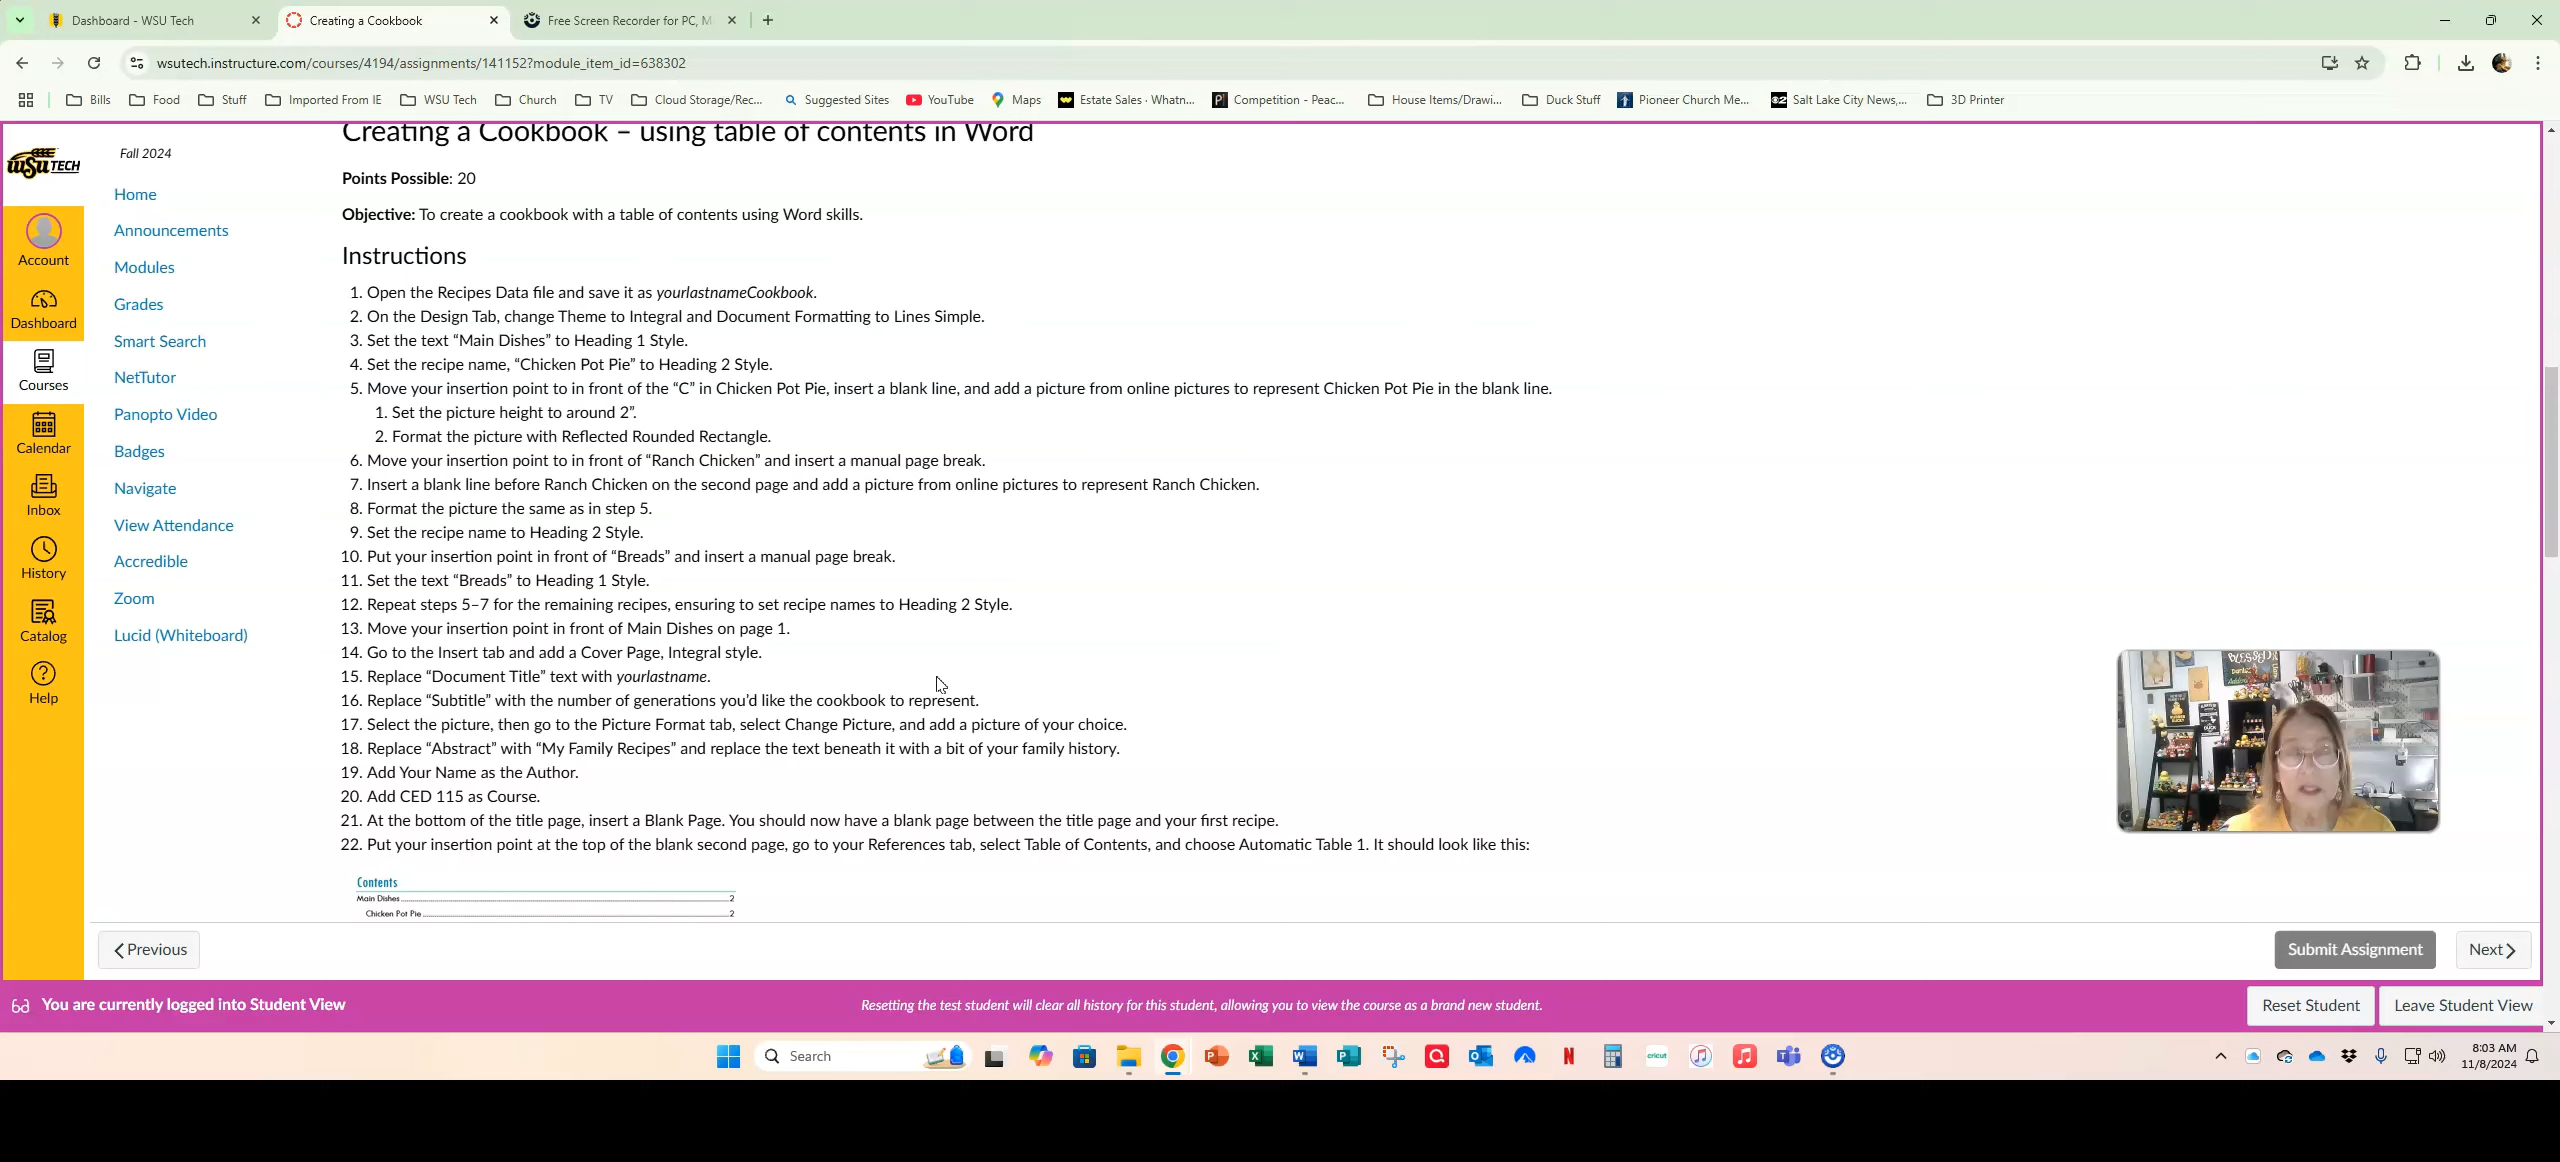 Dashboard - WSU Tech
Creating a Cookbook
Free Screen Recorder for PC, M
wsutech.instructure.com/courses/4194/assignments/141152?module_item_id=638302
Bills
Food
Stuff
Imported From IE
WSU Tech
Church
TV
Cloud Storage/Rec...
Suggested Sites
YouTube
Maps
Estate Sales · Whatn...
Competition - Peac...
House Items/Drawi...
Duck Stuff
Pioneer Church Me...
Salt Lake City News,...
3D Printer
WSU TECH
Account
Dashboard
Courses
Calendar
Inbox
History
Catalog
Help
Fall 2024
Home
Announcements
Modules
Grades
Smart Search
NetTutor
Panopto Video
Badges
Navigate
View Attendance
Accredible
Zoom
Lucid (Whiteboard)
Creating a Cookbook – using table of contents in Word
Points Possible: 20
Objective: To create a cookbook with a table of contents using Word skills.
Instructions
1. Open the Recipes Data file and save it as yourlastnameCookbook.
2. On the Design Tab, change Theme to Integral and Document Formatting to Lines Simple.
3. Set the text “Main Dishes” to Heading 1 Style.
4. Set the recipe name, “Chicken Pot Pie” to Heading 2 Style.
5. Move your insertion point to in front of the “C” in Chicken Pot Pie, insert a blank line, and add a picture from online pictures to represent Chicken Pot Pie in the blank line.
1. Set the picture height to around 2”.
2. Format the picture with Reflected Rounded Rectangle.
6. Move your insertion point to in front of “Ranch Chicken” and insert a manual page break.
7. Insert a blank line before Ranch Chicken on the second page and add a picture from online pictures to represent Ranch Chicken.
8. Format the picture the same as in step 5.
9. Set the recipe name to Heading 2 Style.
10. Put your insertion point in front of “Breads” and insert a manual page break.
11. Set the text “Breads” to Heading 1 Style.
12. Repeat steps 5–7 for the remaining recipes, ensuring to set recipe names to Heading 2 Style.
13. Move your insertion point in front of Main Dishes on page 1.
14. Go to the Insert tab and add a Cover Page, Integral style.
15. Replace “Document Title” text with yourlastname.
16. Replace “Subtitle” with the number of generations you’d like the cookbook to represent.
17. Select the picture, then go to the Picture Format tab, select Change Picture, and add a picture of your choice.
18. Replace “Abstract” with “My Family Recipes” and replace the text beneath it with a bit of your family history.
19. Add Your Name as the Author.
20. Add CED 115 as Course.
21. At the bottom of the title page, insert a Blank Page. You should now have a blank page between the title page and your first recipe.
22. Put your insertion point at the top of the blank second page, go to your References tab, select Table of Contents, and choose Automatic Table 1. It should look like this:
Contents
Main Dishes 2
Chicken Pot Pie 2
BLESSED
Previous
Submit Assignment
Next
You are currently logged into Student View
Resetting the test student will clear all history for this student, allowing you to view the course as a brand new student.
Reset Student
Leave Student View
Search
cricut
8:03 AM
11/8/2024